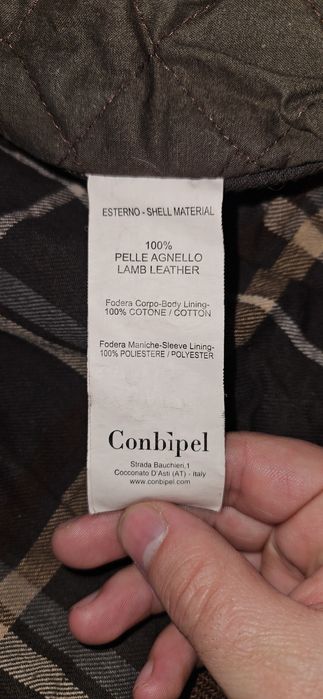 ESTERNO - SHELL MATERIAL
100%
PELLE AGNELLO
LAMB LEATHER
Fodera Corpo-Body Lining-
100% COTONE / COTTON
Fodera Maniche-Sleeve Lining-
100% POLIESTERE / POLYESTER
Conbipel
Strada Bauchieri,1
Cocconato D'Asti (AT) - Italy
www.conbipel.com